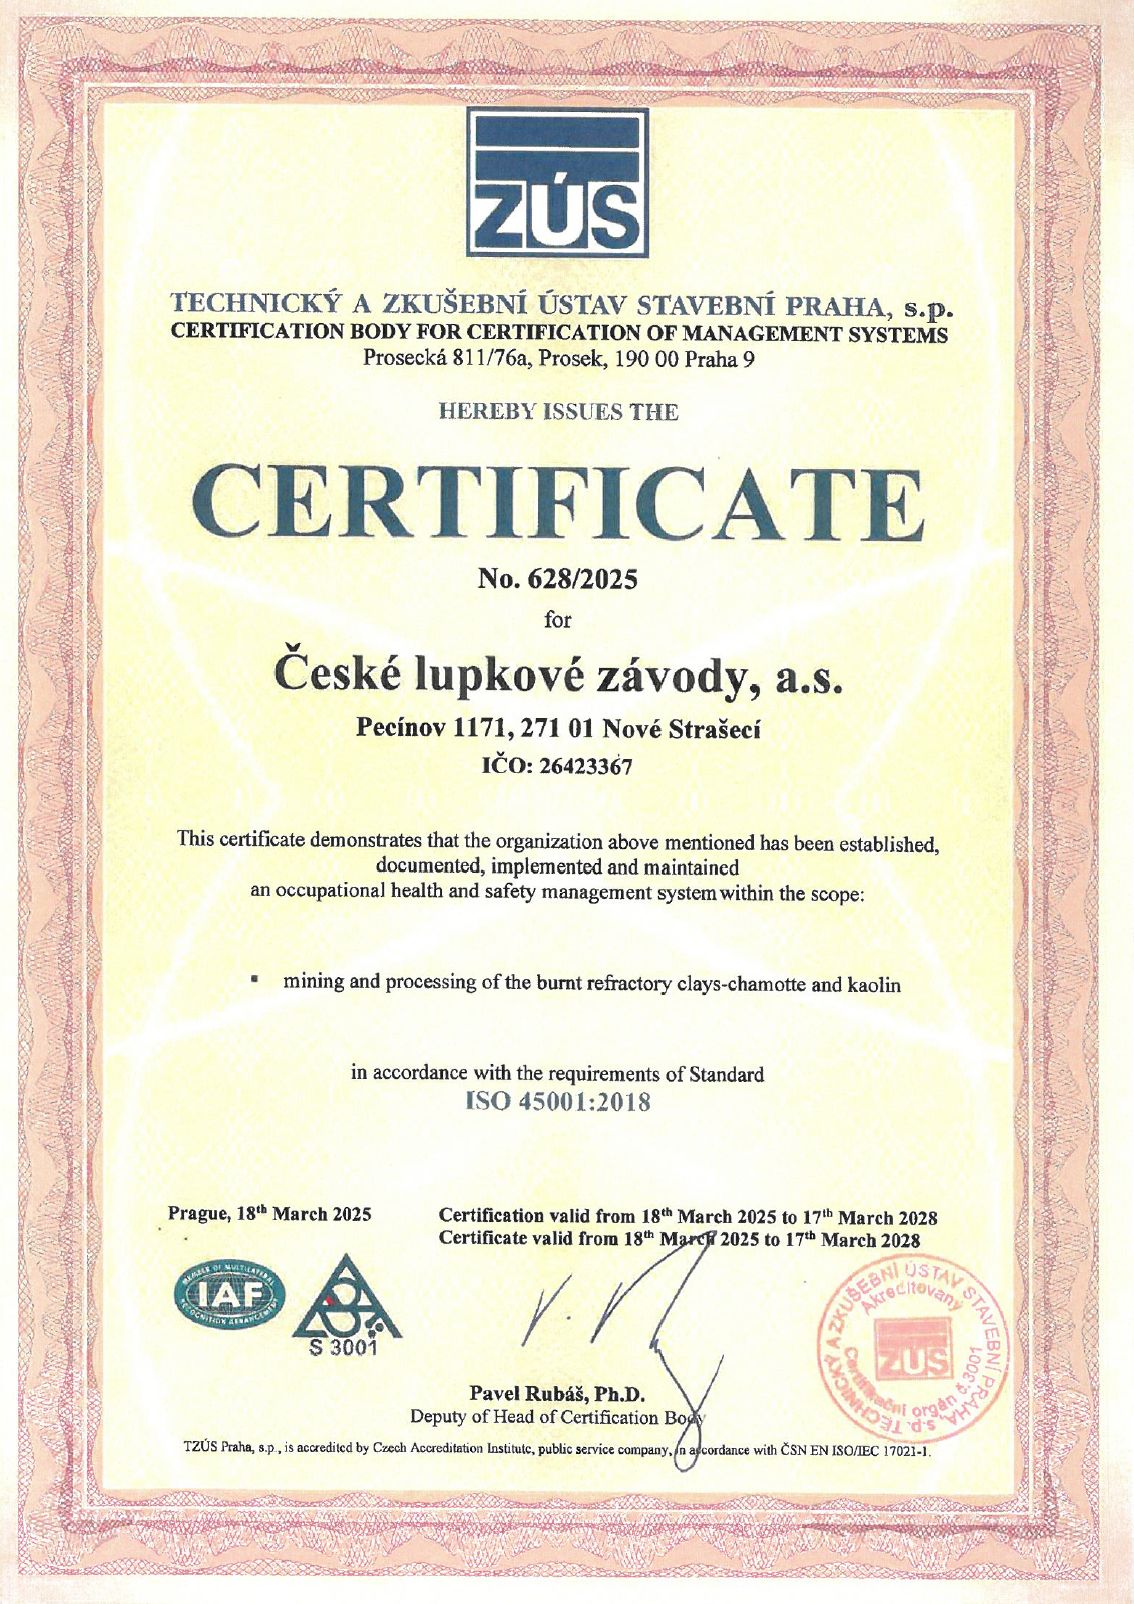 TZÚS
TECHNICKÝ A ZKUŠEBNÍ ÚSTAV STAVEBNÍ PRAHA, s.p.
CERTIFICATION BODY FOR CERTIFICATION OF MANAGEMENT SYSTEMS
Prosecká 811/76a, Prosek, 190 00 Praha 9
HEREBY ISSUES THE
CERTIFICATE
No. 628/2025
for
České lupkové závody, a.s.
Pecínov 1171, 271 01 Nové Strašecí
IČO: 26423367
This certificate demonstrates that the organization above mentioned has been established,
documented, implemented and maintained
an occupational health and safety management system within the scope:
▪ mining and processing of the burnt refractory clays-chamotte and kaolin
in accordance with the requirements of Standard
ISO 45001:2018
Prague, 18th March 2025
Certification valid from 18th March 2025 to 17th March 2028
Certificate valid from 18th March 2025 to 17th March 2028
MEMBER OF MULTILATERAL
IAF
RECOGNITION ARRANGEMENT
S 3001
TECHNICKÝ A ZKUŠEBNÍ ÚSTAV STAVEBNÍ PRAHA, s.p.
Akreditovaný
TZÚS
Certifikační orgán č.3001
Pavel Rubáš, Ph.D.
Deputy of Head of Certification Body
TZÚS Praha, s.p., is accredited by Czech Accreditation Institute, public service company, in accordance with ČSN EN ISO/IEC 17021-1.